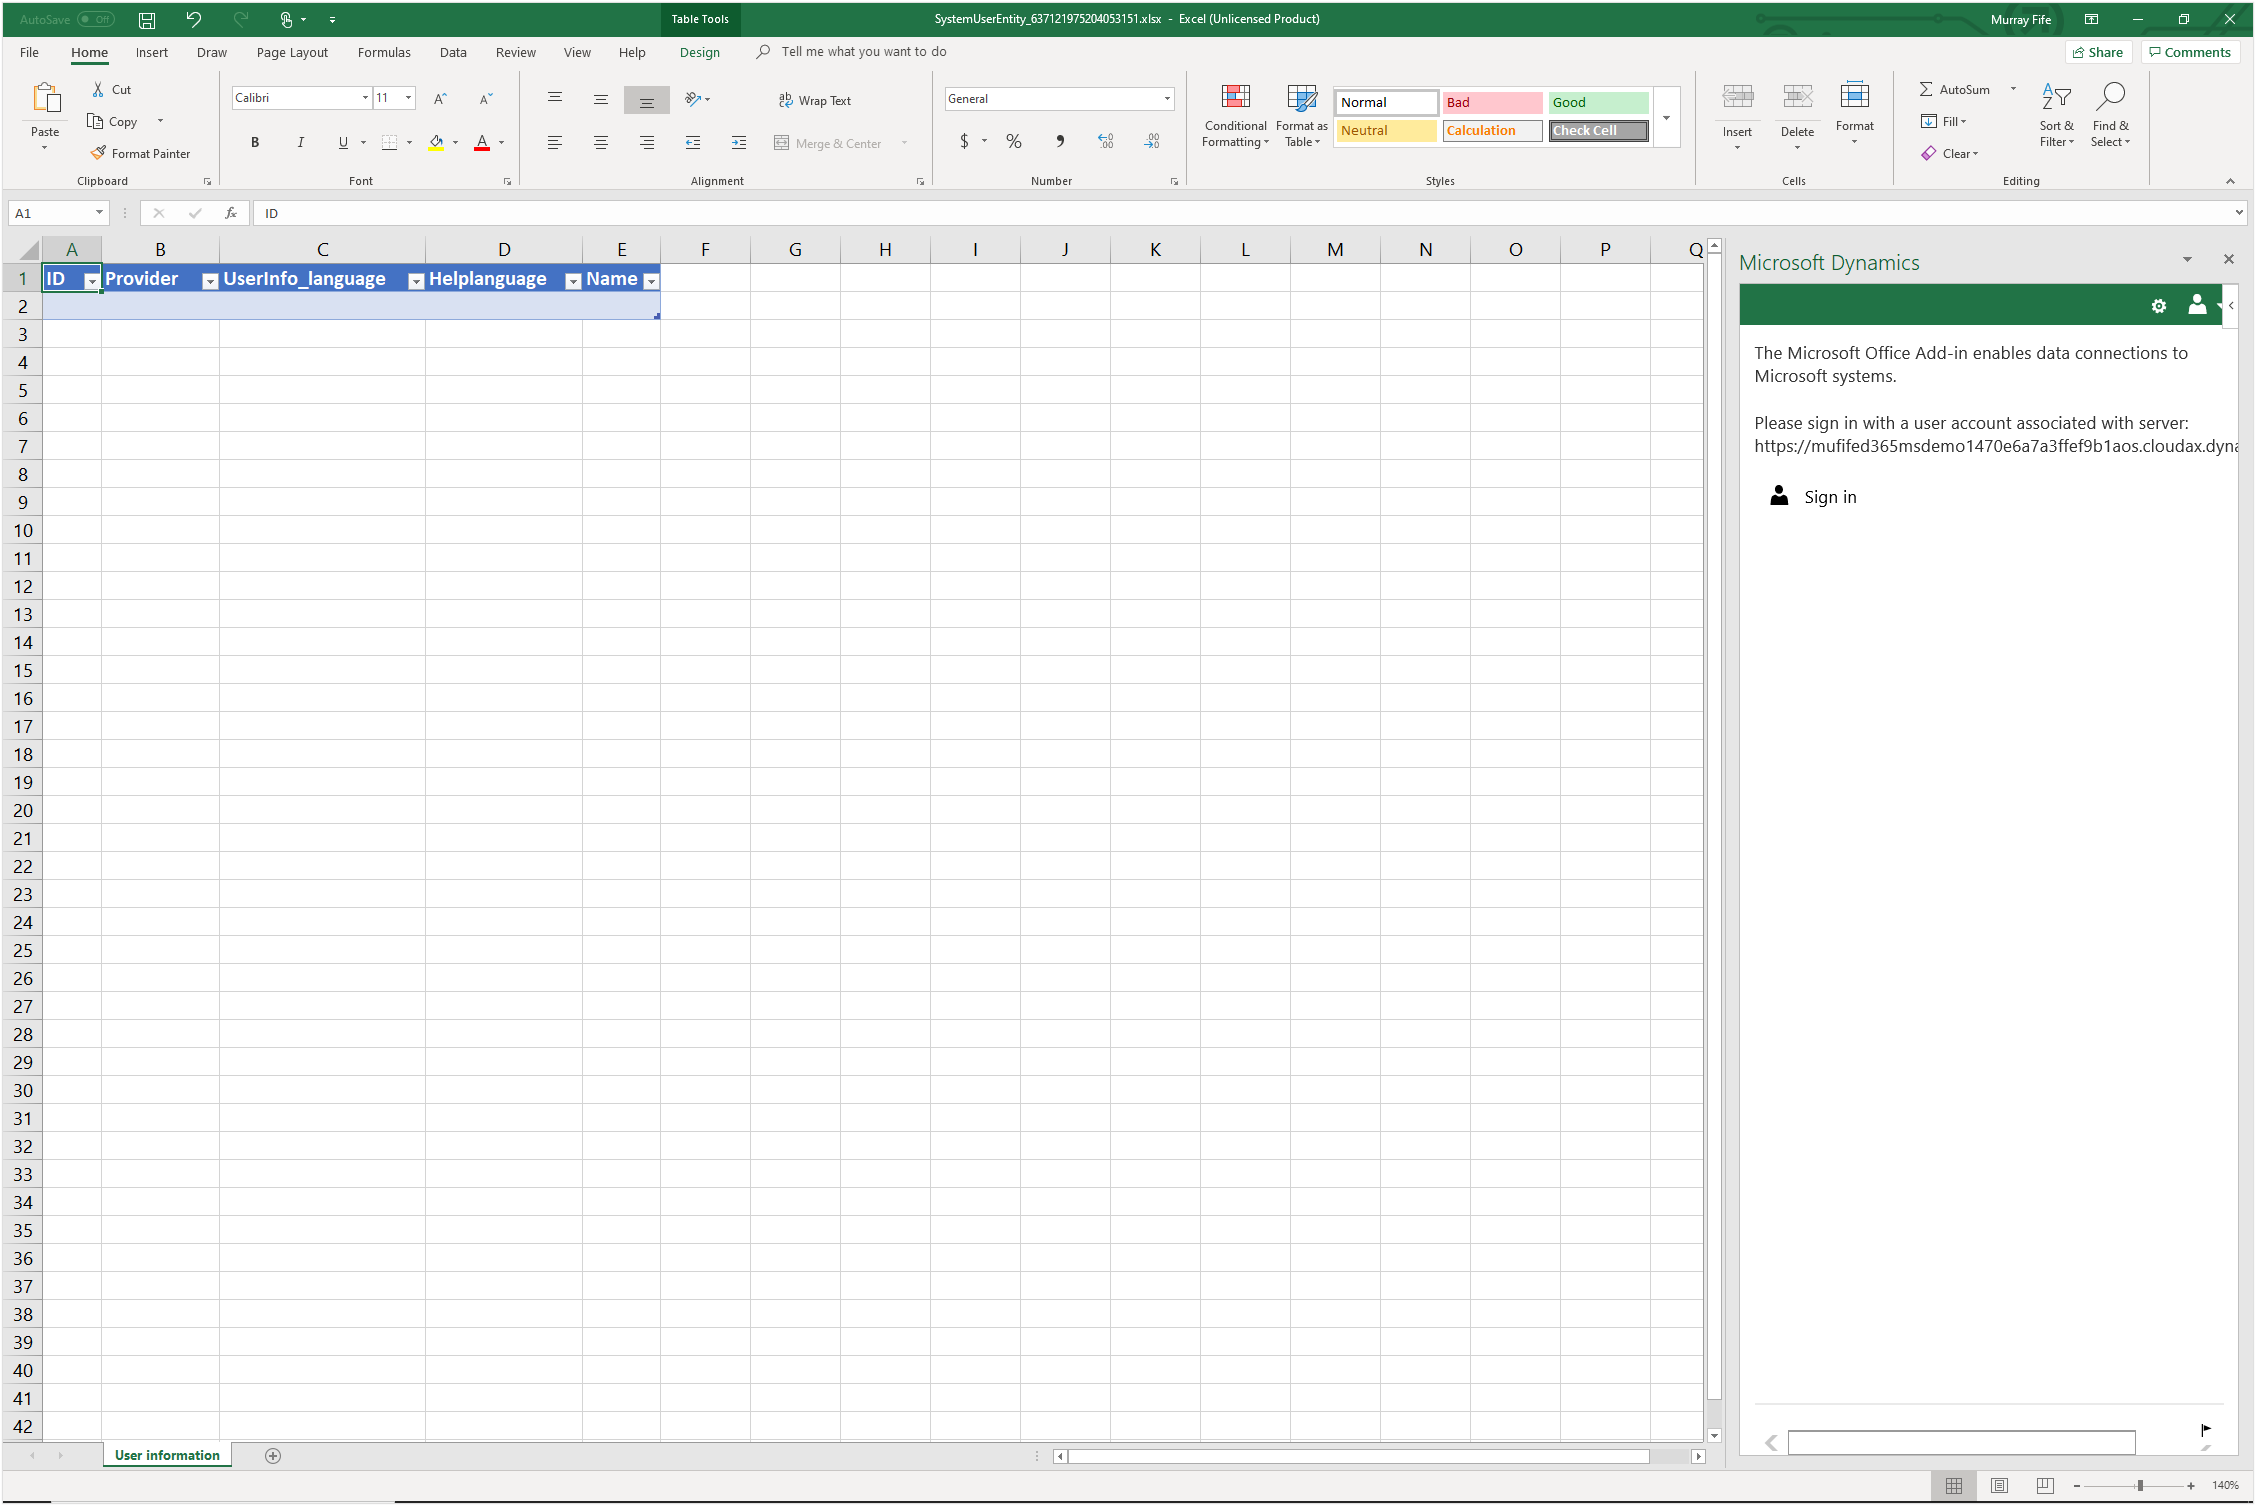 AutoSave Off Table Tools SystemUserEntity_637121975204053151.xlsx - Excel (Unlicensed Product) Murray Fife
File Home Insert Draw Page Layout Formulas Data Review View Help Design Tell me what you want to do Share Comments
Paste
Cut
Copy
Format Painter
Clipboard
Calibri 11
B I U A
Font
Wrap Text
Merge & Center
Alignment
General
$ % 9
Number
Conditional Formatting
Format as Table
Normal Bad Good
Neutral Calculation Check Cell
Styles
Insert Delete Format
Cells
AutoSum
Fill
Clear
Sort & Filter
Find & Select
Editing
A1 fx ID
A B C D E F G H I J K L M N O P Q
1 ID Provider UserInfo_language Helplanguage Name
2
3
4
5
6
7
8
9
10
11
12
13
14
15
16
17
18
19
20
21
22
23
24
25
26
27
28
29
30
31
32
33
34
35
36
37
38
39
40
41
42
Microsoft Dynamics
The Microsoft Office Add-in enables data connections to
Microsoft systems.
Please sign in with a user account associated with server:
https://mufifed365msdemo1470e6a7a3ffef9b1aos.cloudax.dyna
Sign in
User information
140%